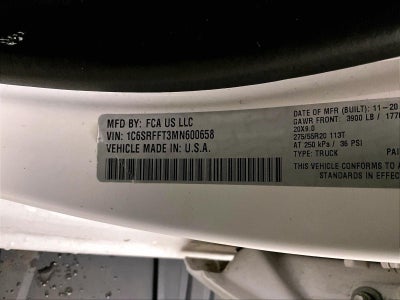 MFD BY: FCA US LLC
VIN: 1C6SRFFT3MN600658
VEHICLE MADE IN: U.S.A.
DATE OF MFR (BUILT): 11-20
GAWR FRONT: 3900 LB / 177
20X9.0
275/55R20 113T
AT 250 kPa / 36 PSI
TYPE: TRUCK PAI
THIS VEHICLE CONFORMS TO A
STANDARDS IN EFFEC